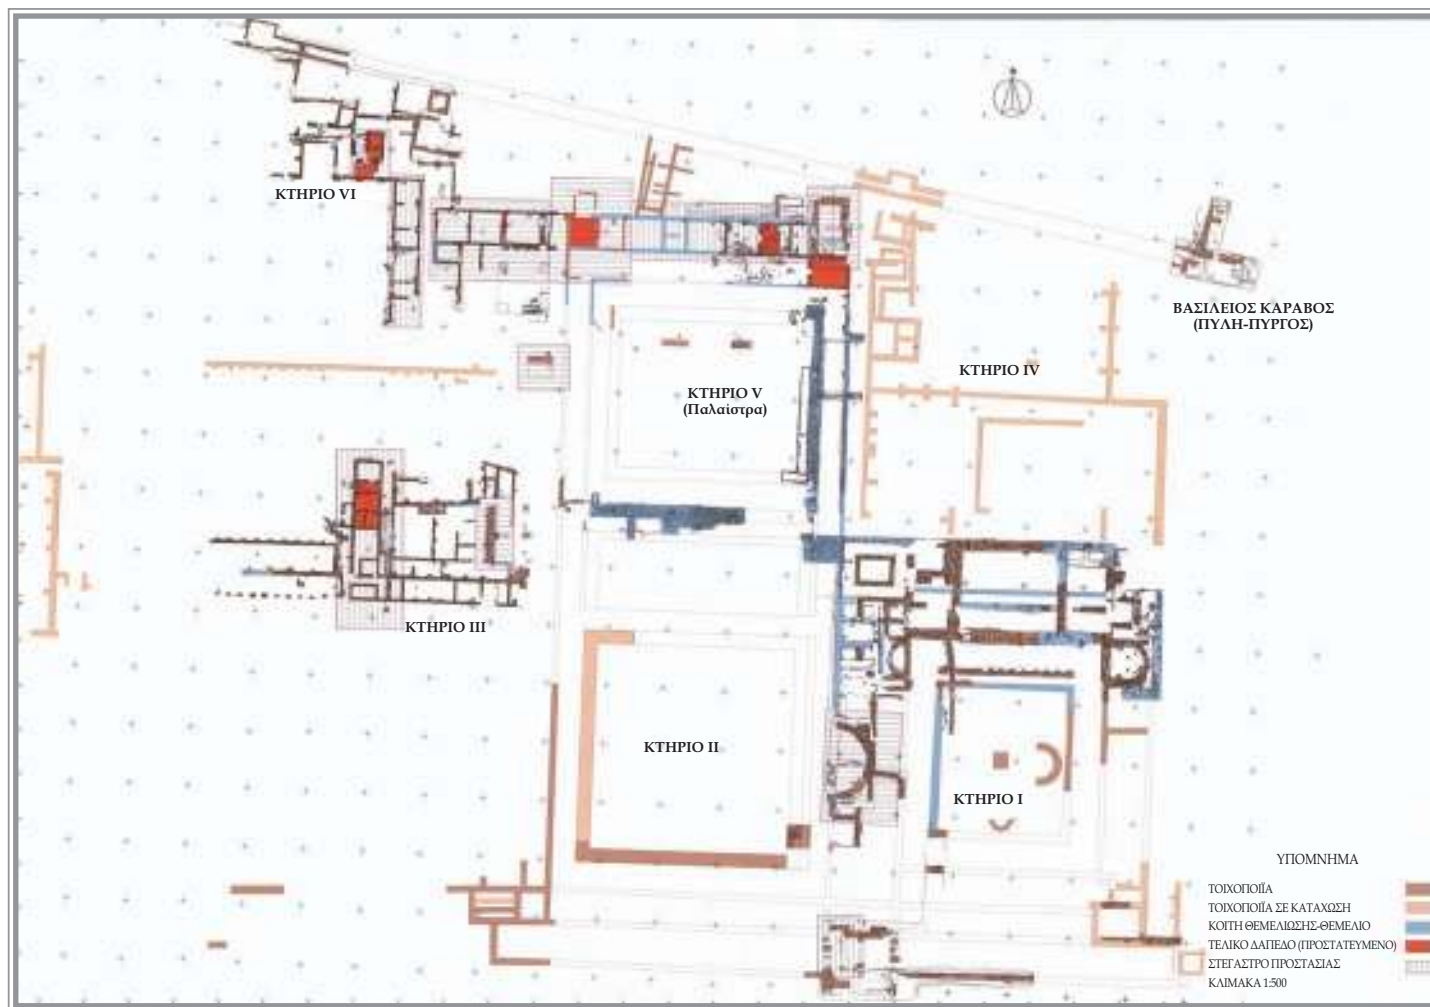 ΚΤΗΡΙΟ VI
ΒΑΣΙΛΕΙΟΣ ΚΑΡΑΒΟΣ
(ΠΥΛΗ-ΠΥΡΓΟΣ)
ΚΤΗΡΙΟ IV
ΚΤΗΡΙΟ V
(Παλαίστρα)
ΚΤΗΡΙΟ III
ΚΤΗΡΙΟ II
ΚΤΗΡΙΟ I
ΥΠΟΜΝΗΜΑ
ΤΟΙΧΟΠΟΙΪΑ
ΤΟΙΧΟΠΟΙΪΑ ΣΕ ΚΑΤΑΧΩΣΗ
ΚΟΙΤΗ ΘΕΜΕΛΙΩΣΗΣ-ΘΕΜΕΛΙΟ
ΤΕΛΙΚΟ ΔΑΠΕΔΟ (ΠΡΟΣΤΑΤΕΥΜΕΝΟ)
ΣΤΕΓΑΣΤΡΟ ΠΡΟΣΤΑΣΙΑΣ
ΚΛΙΜΑΚΑ 1:500